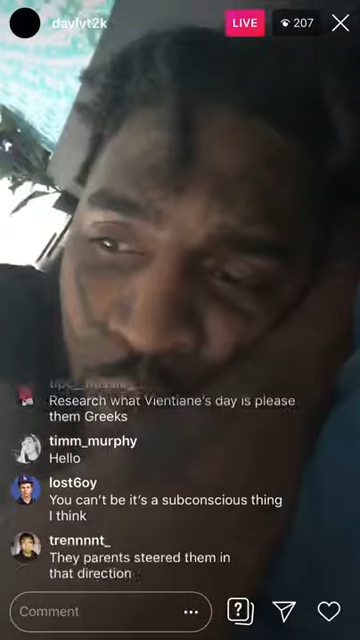 daylyt2k
LIVE
207
Research what Vientiane's day is please
them Greeks
timm_murphy
Hello
lost6oy
You can't be it's a subconscious thing
I think
trennnnt_
They parents steered them in
that direction
Comment